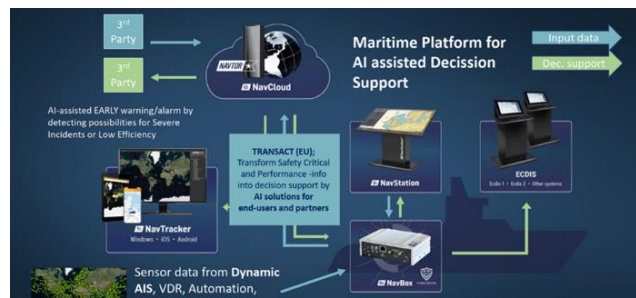 3rd
Party
3rd
Party
NAVTOR
NavCloud
Maritime Platform for
AI assisted Decission
Support
Input data
Dec. support
AI-assisted EARLY warning/alarm by
detecting possibilities for Severe
Incidents or Low Efficiency
TRANSACT (EU);
Transform Safety Critical
and Performance -info
into decision support by
AI solutions for
end-users and partners
NavTracker
Windows • iOS • Android
NavStation
ECDIS
Ecdis 1 • Ecdis 2 • Other systems
NavBox
Sensor data from Dynamic
AIS, VDR, Automation,